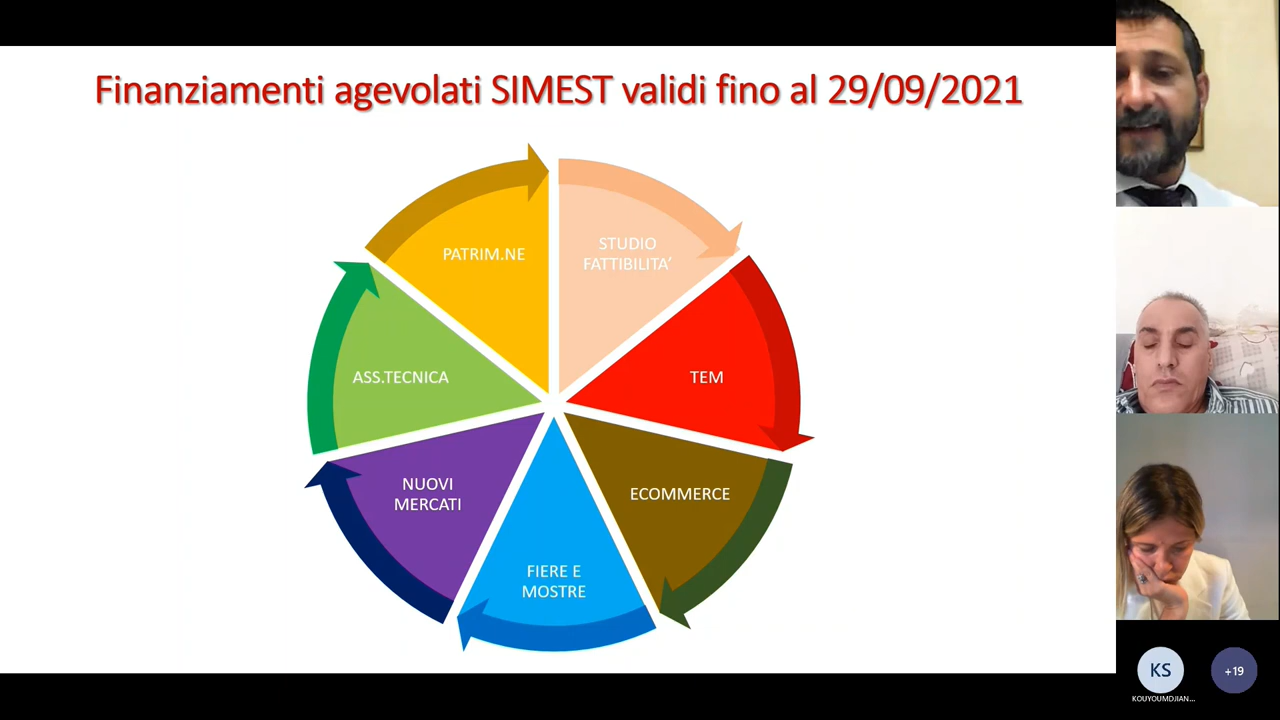 Finanziamenti agevolati SIMEST validi fino al 29/09/2021
PATRIM.NE
STUDIO
FATTIBILITA’
ASS.TECNICA
TEM
NUOVI
MERCATI
ECOMMERCE
FIERE E
MOSTRE
KS
+19
KOUYOUMDJIAN...